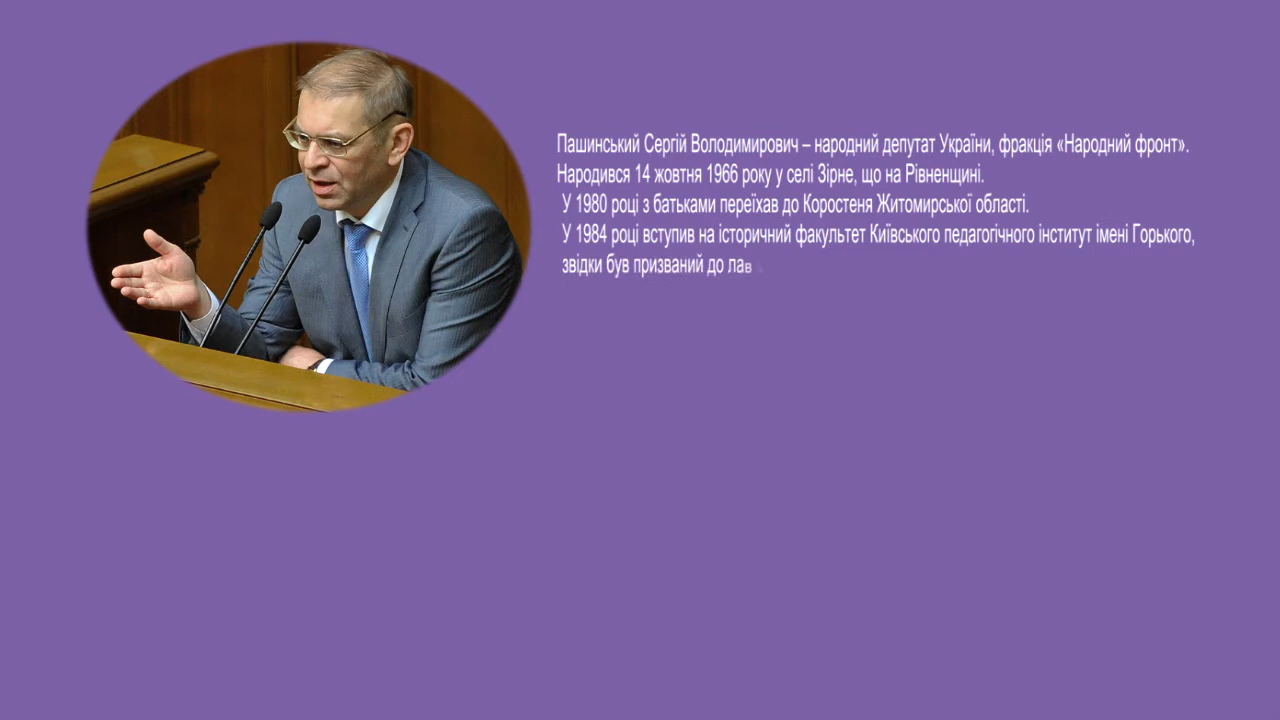 Пашинський Сергій Володимирович – народний депутат України, фракція «Народний фронт».
Народився 14 жовтня 1966 року у селі Зірне, що на Рівненщині.
У 1980 році з батьками переїхав до Коростеня Житомирської області.
У 1984 році вступив на історичний факультет Київського педагогічного інститут імені Горького,
звідки був призваний до лав